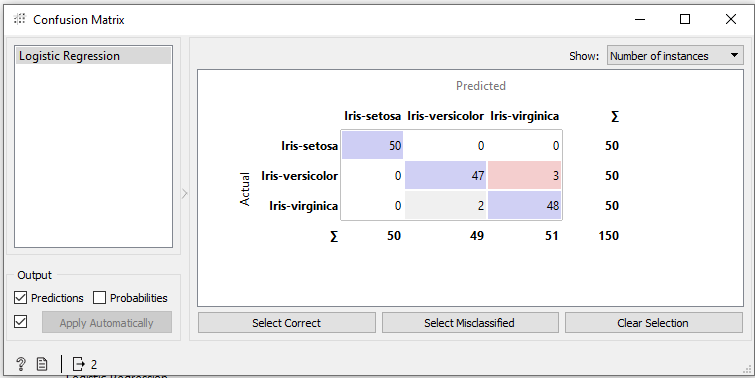 Confusion Matrix
Logistic Regression
Show: Number of instances
Predicted
Iris-setosa Iris-versicolor Iris-virginica Σ
Iris-setosa 50 0 0 50
Actual
Iris-versicolor 0 47 3 50
Iris-virginica 0 2 48 50
Σ 50 49 51 150
Output
Predictions Probabilities
Apply Automatically
Select Correct Select Misclassified Clear Selection
? 2
Logistic Regression